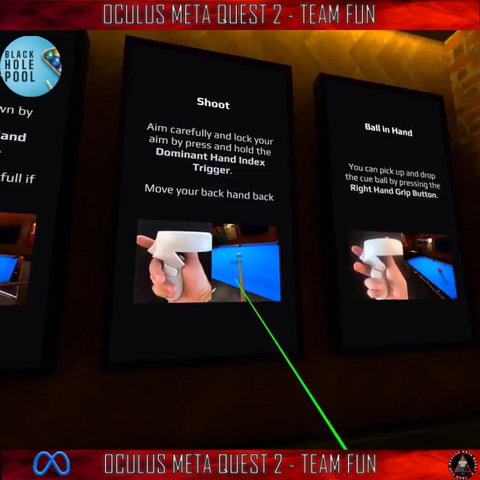 OCULUS META QUEST 2 - TEAM FUN
BLACK
HOLE
POOL
wn by
and
full if
Shoot
Aim carefully and lock your
aim by press and hold the
Dominant Hand Index
Trigger.
Move your back hand back
Ball in Hand
You can pick up and drop
the cue ball by pressing the
Right Hand Grip Button.
OCULUS META QUEST 2 - TEAM FUN